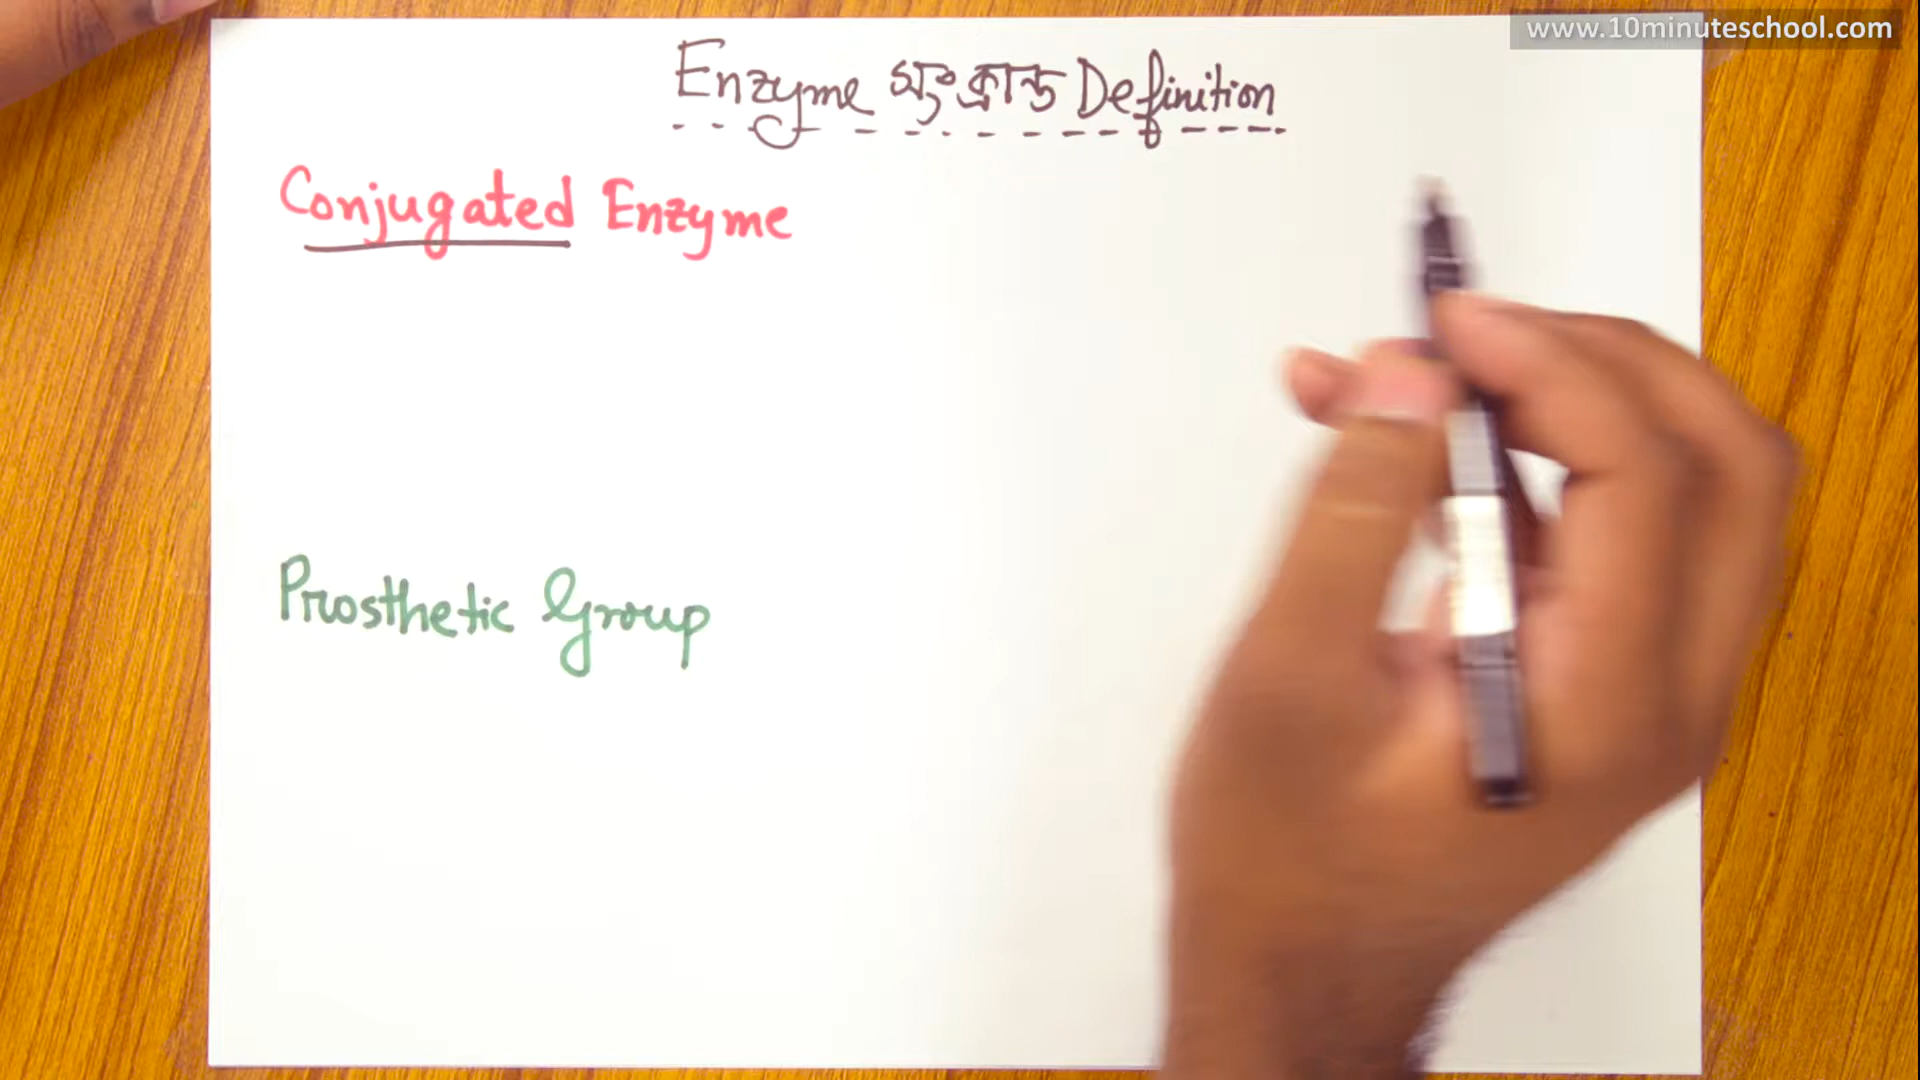 www.10minuteschool.com
Enzyme সংক্রান্ত Definition
Conjugated Enzyme
Prosthetic Group